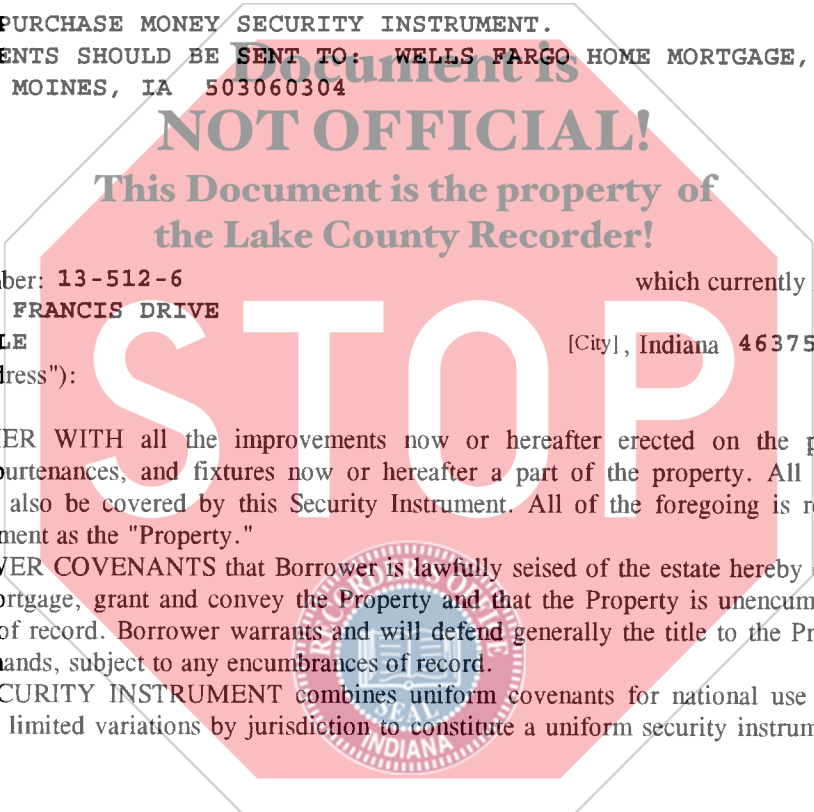 PURCHASE MONEY SECURITY INSTRUMENT.
ENTS SHOULD BE SENT TO: WELLS FARGO HOME MORTGAGE,
MOINES, IA 503060304
Document is
NOT OFFICIAL!
This Document is the property of
the Lake County Recorder!
ber: 13-512-6 which currently
FRANCIS DRIVE
LE [City], Indiana 46375
dress"):
STOP
ER WITH all the improvements now or hereafter erected on the p
purtenances, and fixtures now or hereafter a part of the property. All
also be covered by this Security Instrument. All of the foregoing is r
ment as the "Property."
VER COVENANTS that Borrower is lawfully seised of the estate hereby
ortgage, grant and convey the Property and that the Property is unencum
of record. Borrower warrants and will defend generally the title to the Pr
ands, subject to any encumbrances of record.
CURITY INSTRUMENT combines uniform covenants for national use
limited variations by jurisdiction to constitute a uniform security instrum
RECORDER'S OFFICE
SEAL
INDIANA